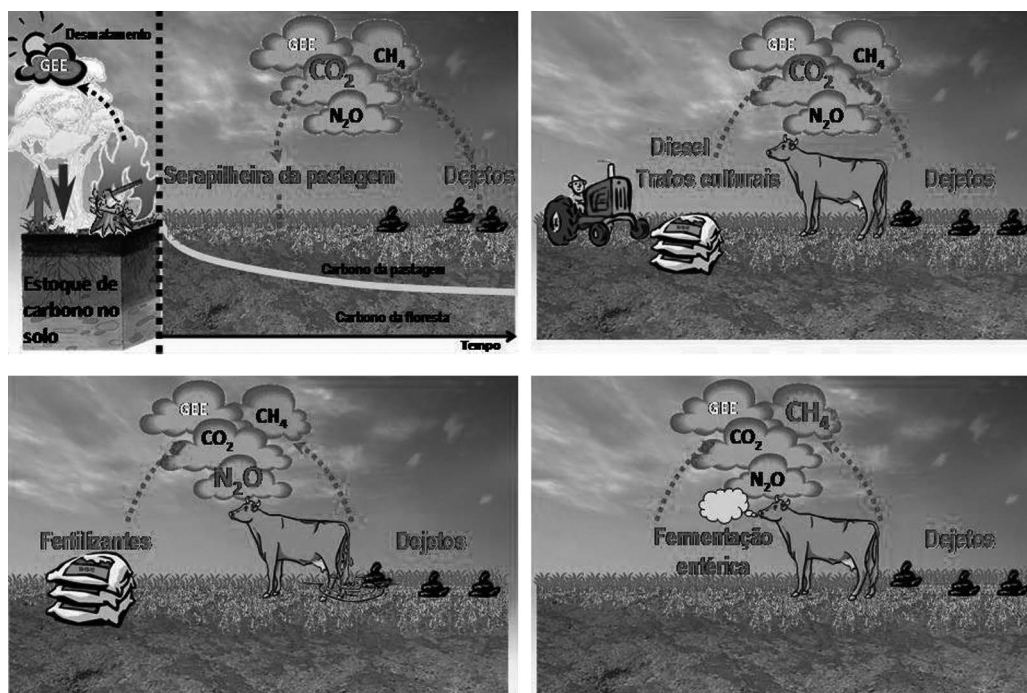 Desmatamento
GEE
GEE
CH4
CO2
N2O
Serapilheira da pastagem
Dejetos
Carbono da pastagem
Estoque de
carbono no
solo
Carbono da floresta
Tempo
GEE
CH4
CO2
N2O
Diesel
Tratos culturais
Dejetos
GEE
CH4
CO2
N2O
Fertilizantes
Dejetos
GEE
CH4
CO2
N2O
Fermentação
entérica
Dejetos